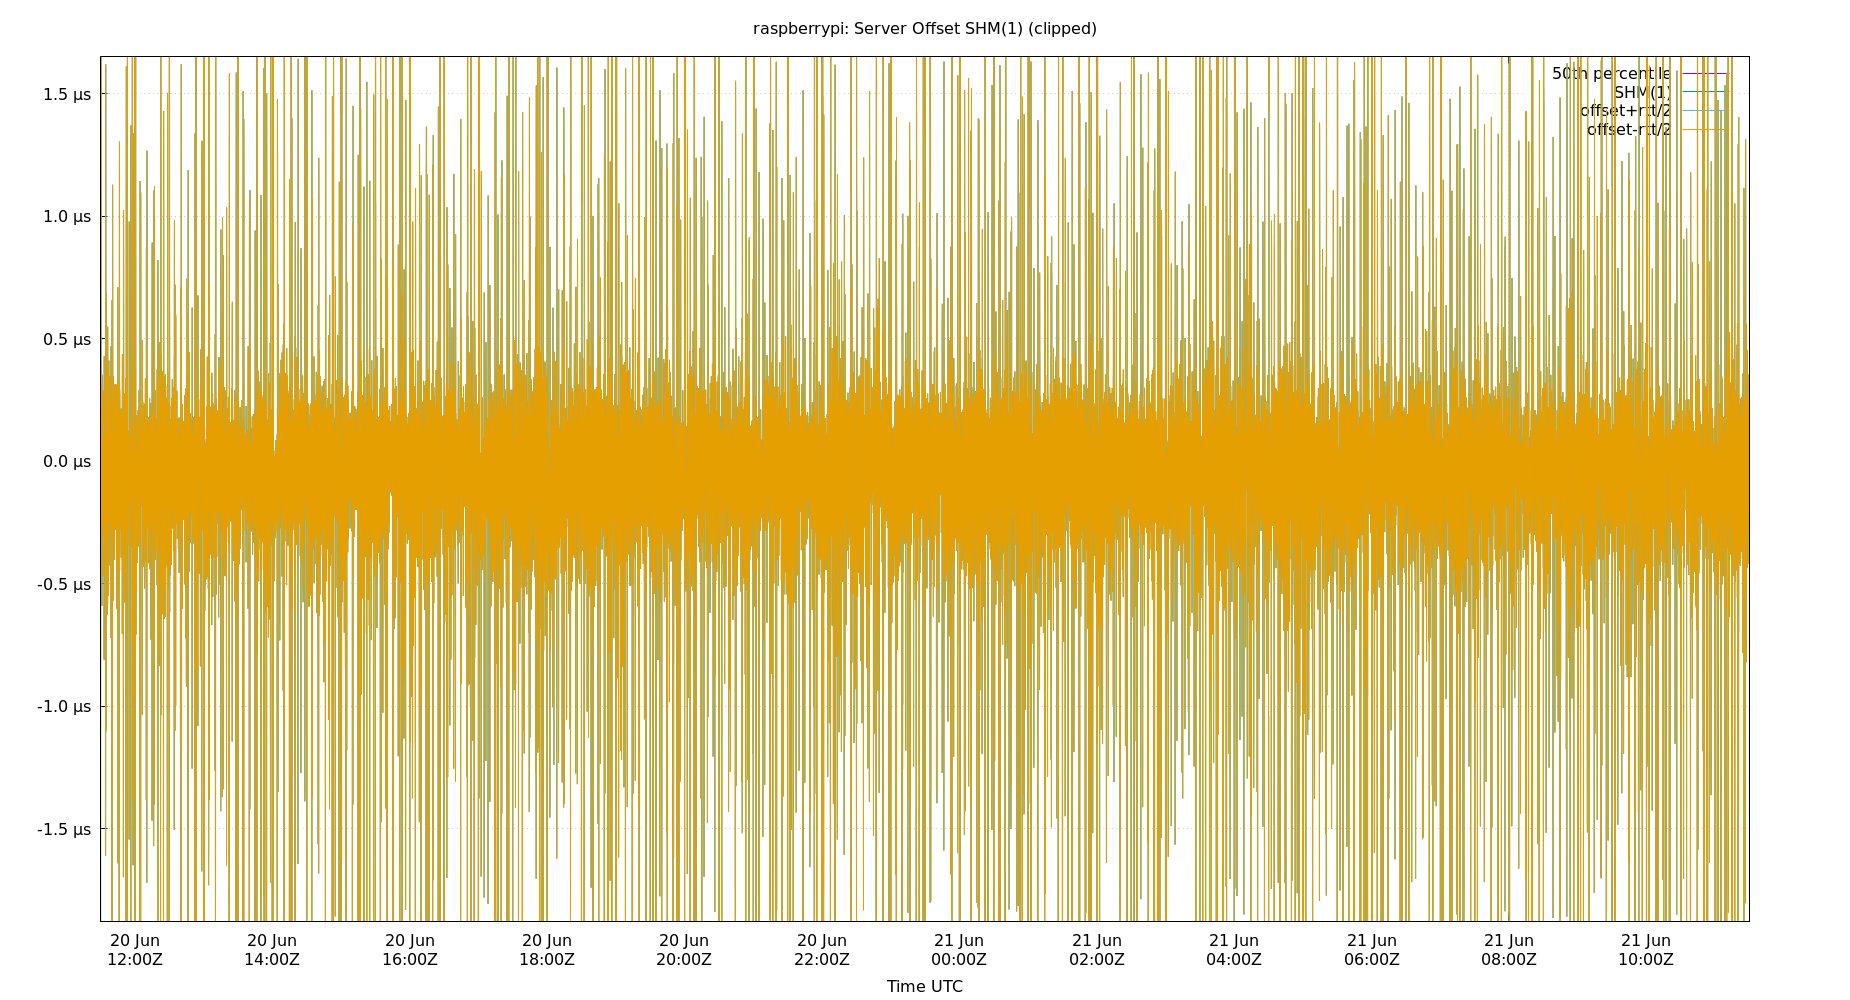 raspberrypi: Server Offset SHM(1) (clipped)
50th percentile
SHM(1)
offset+rtt/2
offset-rtt/2
1.5 µs
1.0 µs
0.5 µs
0.0 µs
-0.5 µs
-1.0 µs
-1.5 µs
20 Jun 20 Jun 20 Jun 20 Jun 20 Jun 20 Jun 21 Jun 21 Jun 21 Jun 21 Jun 21 Jun 21 Jun
12:00Z 14:00Z 16:00Z 18:00Z 20:00Z 22:00Z 00:00Z 02:00Z 04:00Z 06:00Z 08:00Z 10:00Z
Time UTC